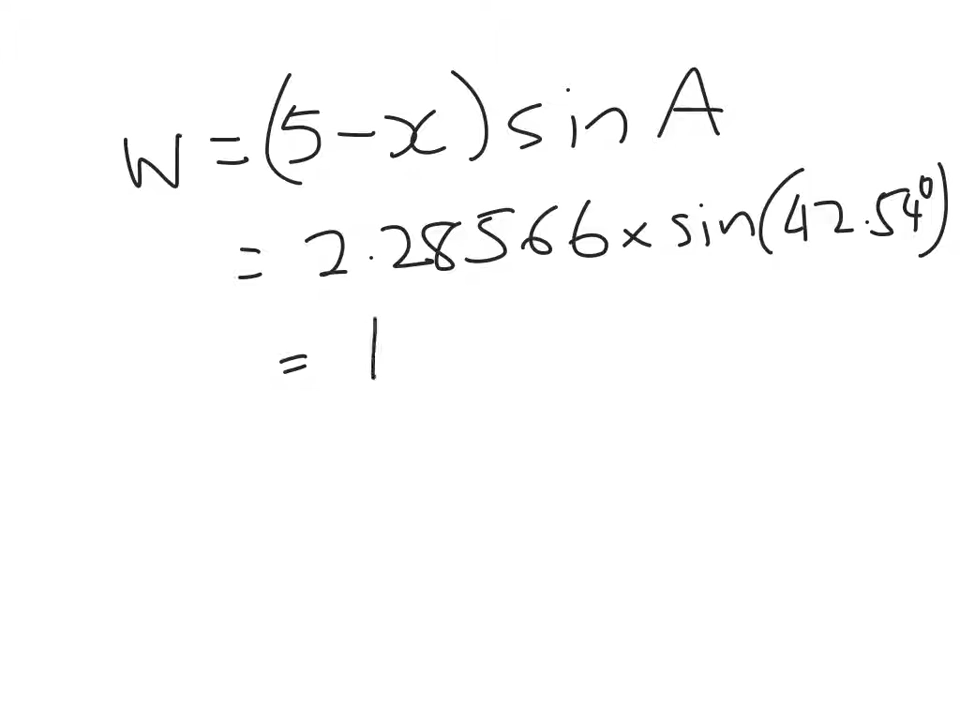 W = (5-x) sin A
= 2.28566 x sin(42.54°)
= 1